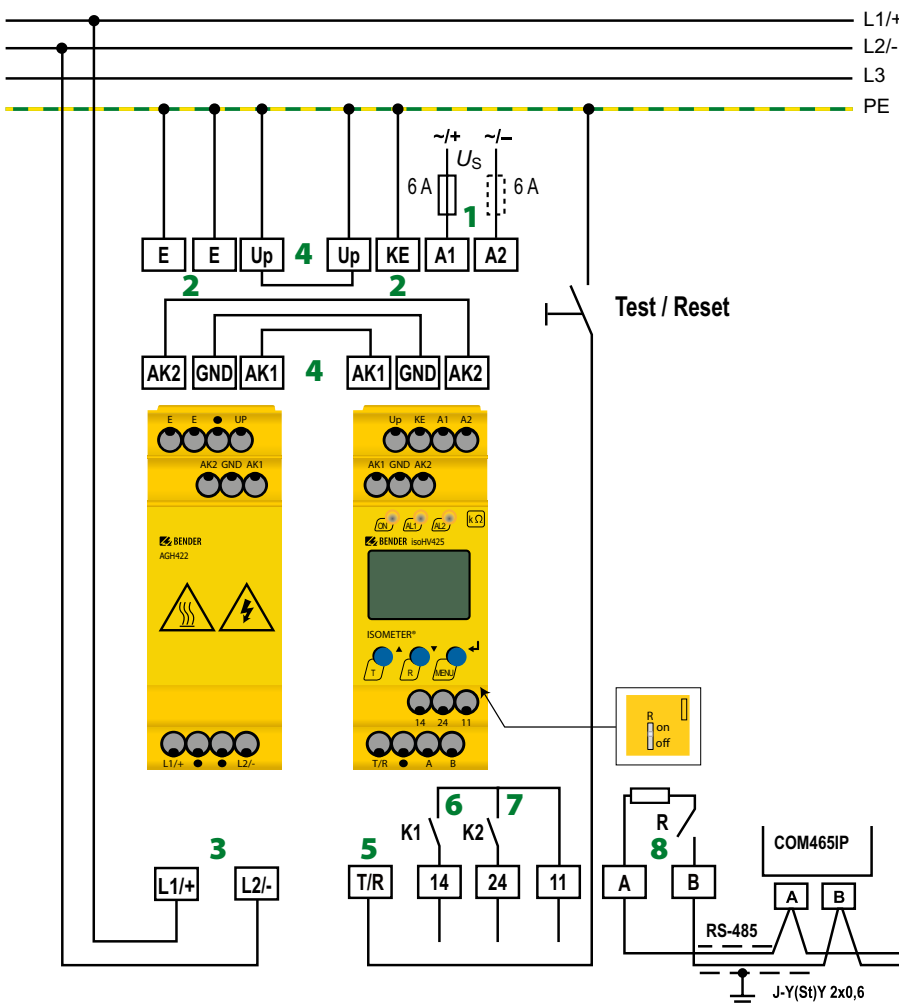 L1/+
L2/-
L3
PE
~/+ ~/–
US
6 A 6 A
1
E E Up 4 Up KE A1 A2
2 2
Test / Reset
AK2 GND AK1 4 AK1 GND AK2
E E UP
Up KE A1 A2
AK2 GND AK1
AK1 GND AK2
ON AL1 AL2 kΩ
BENDER
AGH422
BENDER isoHV425
ISOMETER®
T R MENU
14 24 11
R
on
off
L1/+ L2/-
T/R A B
6 7
K1 K2
R
3 5 8
COM465IP
L1/+ L2/- T/R 14 24 11 A B
A B
RS-485
J-Y(St)Y 2x0,6